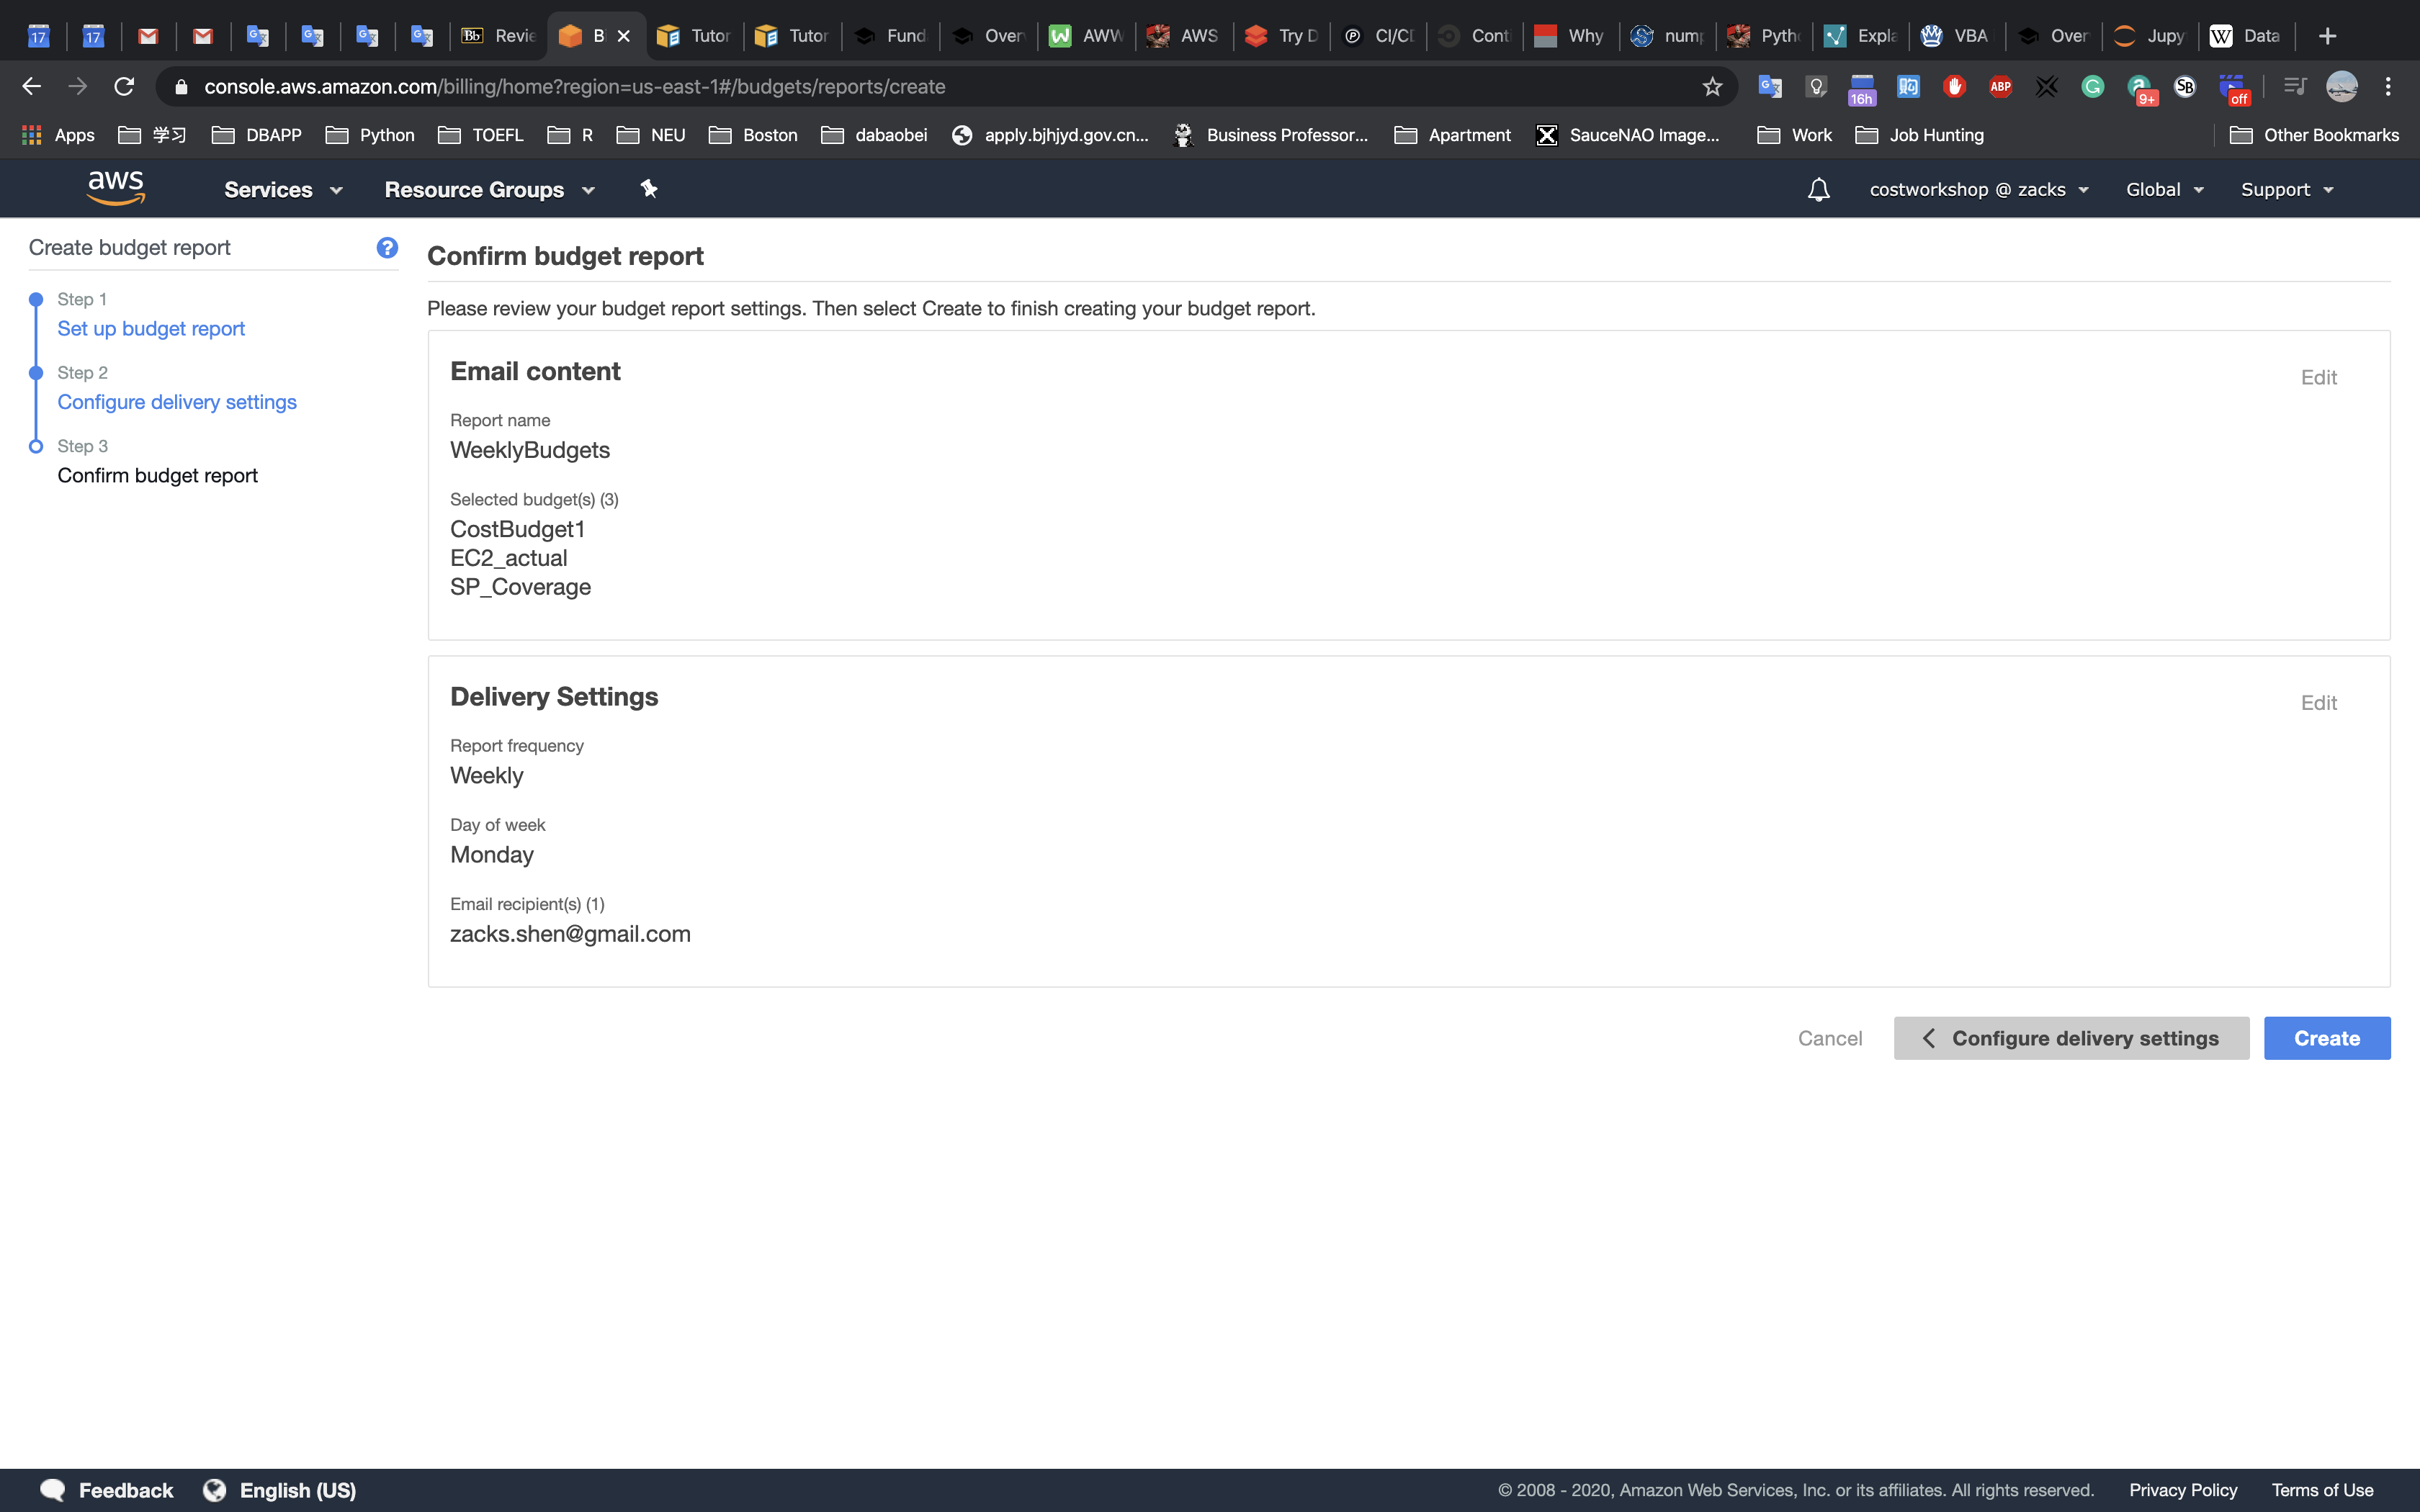 17
17
Bb Revie
B
Tutor
Tutor
Fund
Over
AWW
AWS
Try D
CI/CD
Cont
Why
nump
Pytho
Expla
VBA
Over
Jupy
W Data
console.aws.amazon.com/billing/home?region=us-east-1#/budgets/reports/create
16h
ABP
9+
SB
off
Apps
学习
DBAPP
Python
TOEFL
R
NEU
Boston
dabaobei
apply.bjhjyd.gov.cn...
Business Professor...
Apartment
SauceNAO Image...
Work
Job Hunting
Other Bookmarks
aws
Services
Resource Groups
costworkshop @ zacks
Global
Support
Create budget report
?
Step 1
Set up budget report
Step 2
Configure delivery settings
Step 3
Confirm budget report
Confirm budget report
Please review your budget report settings. Then select Create to finish creating your budget report.
Email content
Edit
Report name
WeeklyBudgets
Selected budget(s) (3)
CostBudget1
EC2_actual
SP_Coverage
Delivery Settings
Edit
Report frequency
Weekly
Day of week
Monday
Email recipient(s) (1)
zacks.shen@gmail.com
Cancel
Configure delivery settings
Create
Feedback
English (US)
© 2008 - 2020, Amazon Web Services, Inc. or its affiliates. All rights reserved.
Privacy Policy
Terms of Use